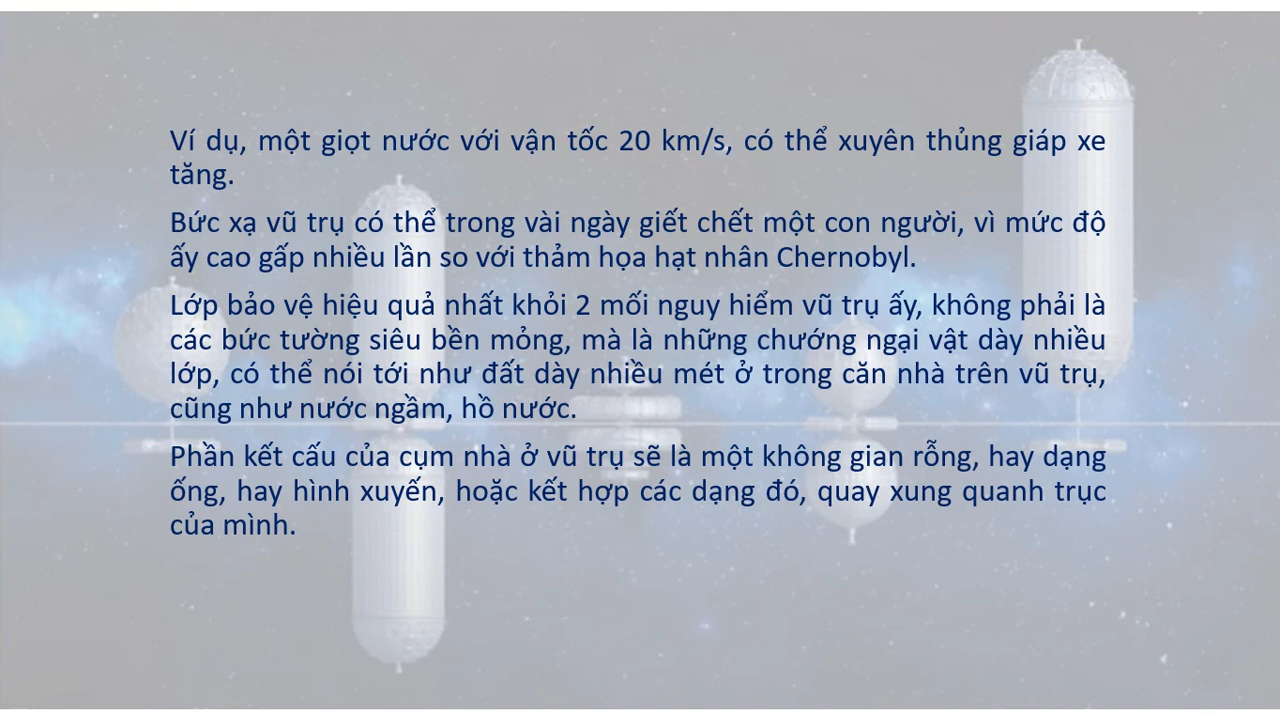 Ví dụ, một giọt nước với vận tốc 20 km/s, có thể xuyên thủng giáp xe
tăng.
Bức xạ vũ trụ có thể trong vài ngày giết chết một con người, vì mức độ
ấy cao gấp nhiều lần so với thảm họa hạt nhân Chernobyl.
Lớp bảo vệ hiệu quả nhất khỏi 2 mối nguy hiểm vũ trụ ấy, không phải là
các bức tường siêu bền mỏng, mà là những chướng ngại vật dày nhiều
lớp, có thể nói tới như đất dày nhiều mét ở trong căn nhà trên vũ trụ,
cũng như nước ngầm, hồ nước.
Phần kết cấu của cụm nhà ở vũ trụ sẽ là một không gian rỗng, hay dạng
ống, hay hình xuyến, hoặc kết hợp các dạng đó, quay xung quanh trục
của mình.